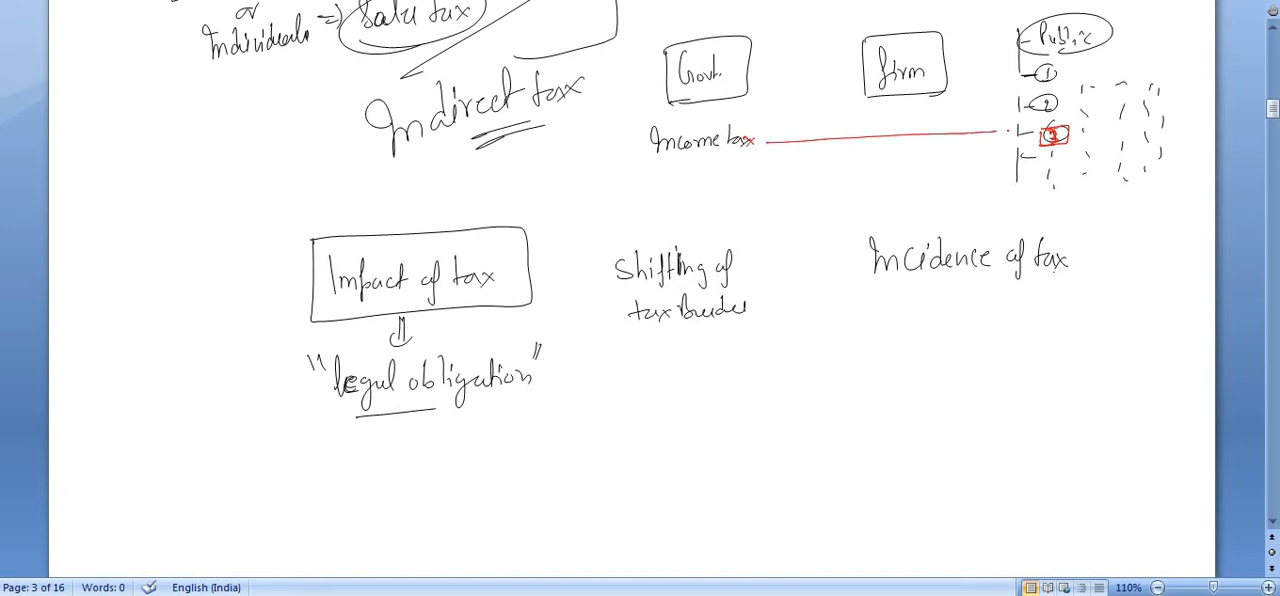 or
Individuals => Sales tax
Indirect tax
Govt.
firm
Public
1
2
3
Income tax
Impact of tax
Shifting of
tax Burden
Incidence of tax
"legal obligation"
Page: 3 of 16
Words: 0
English (India)
110%